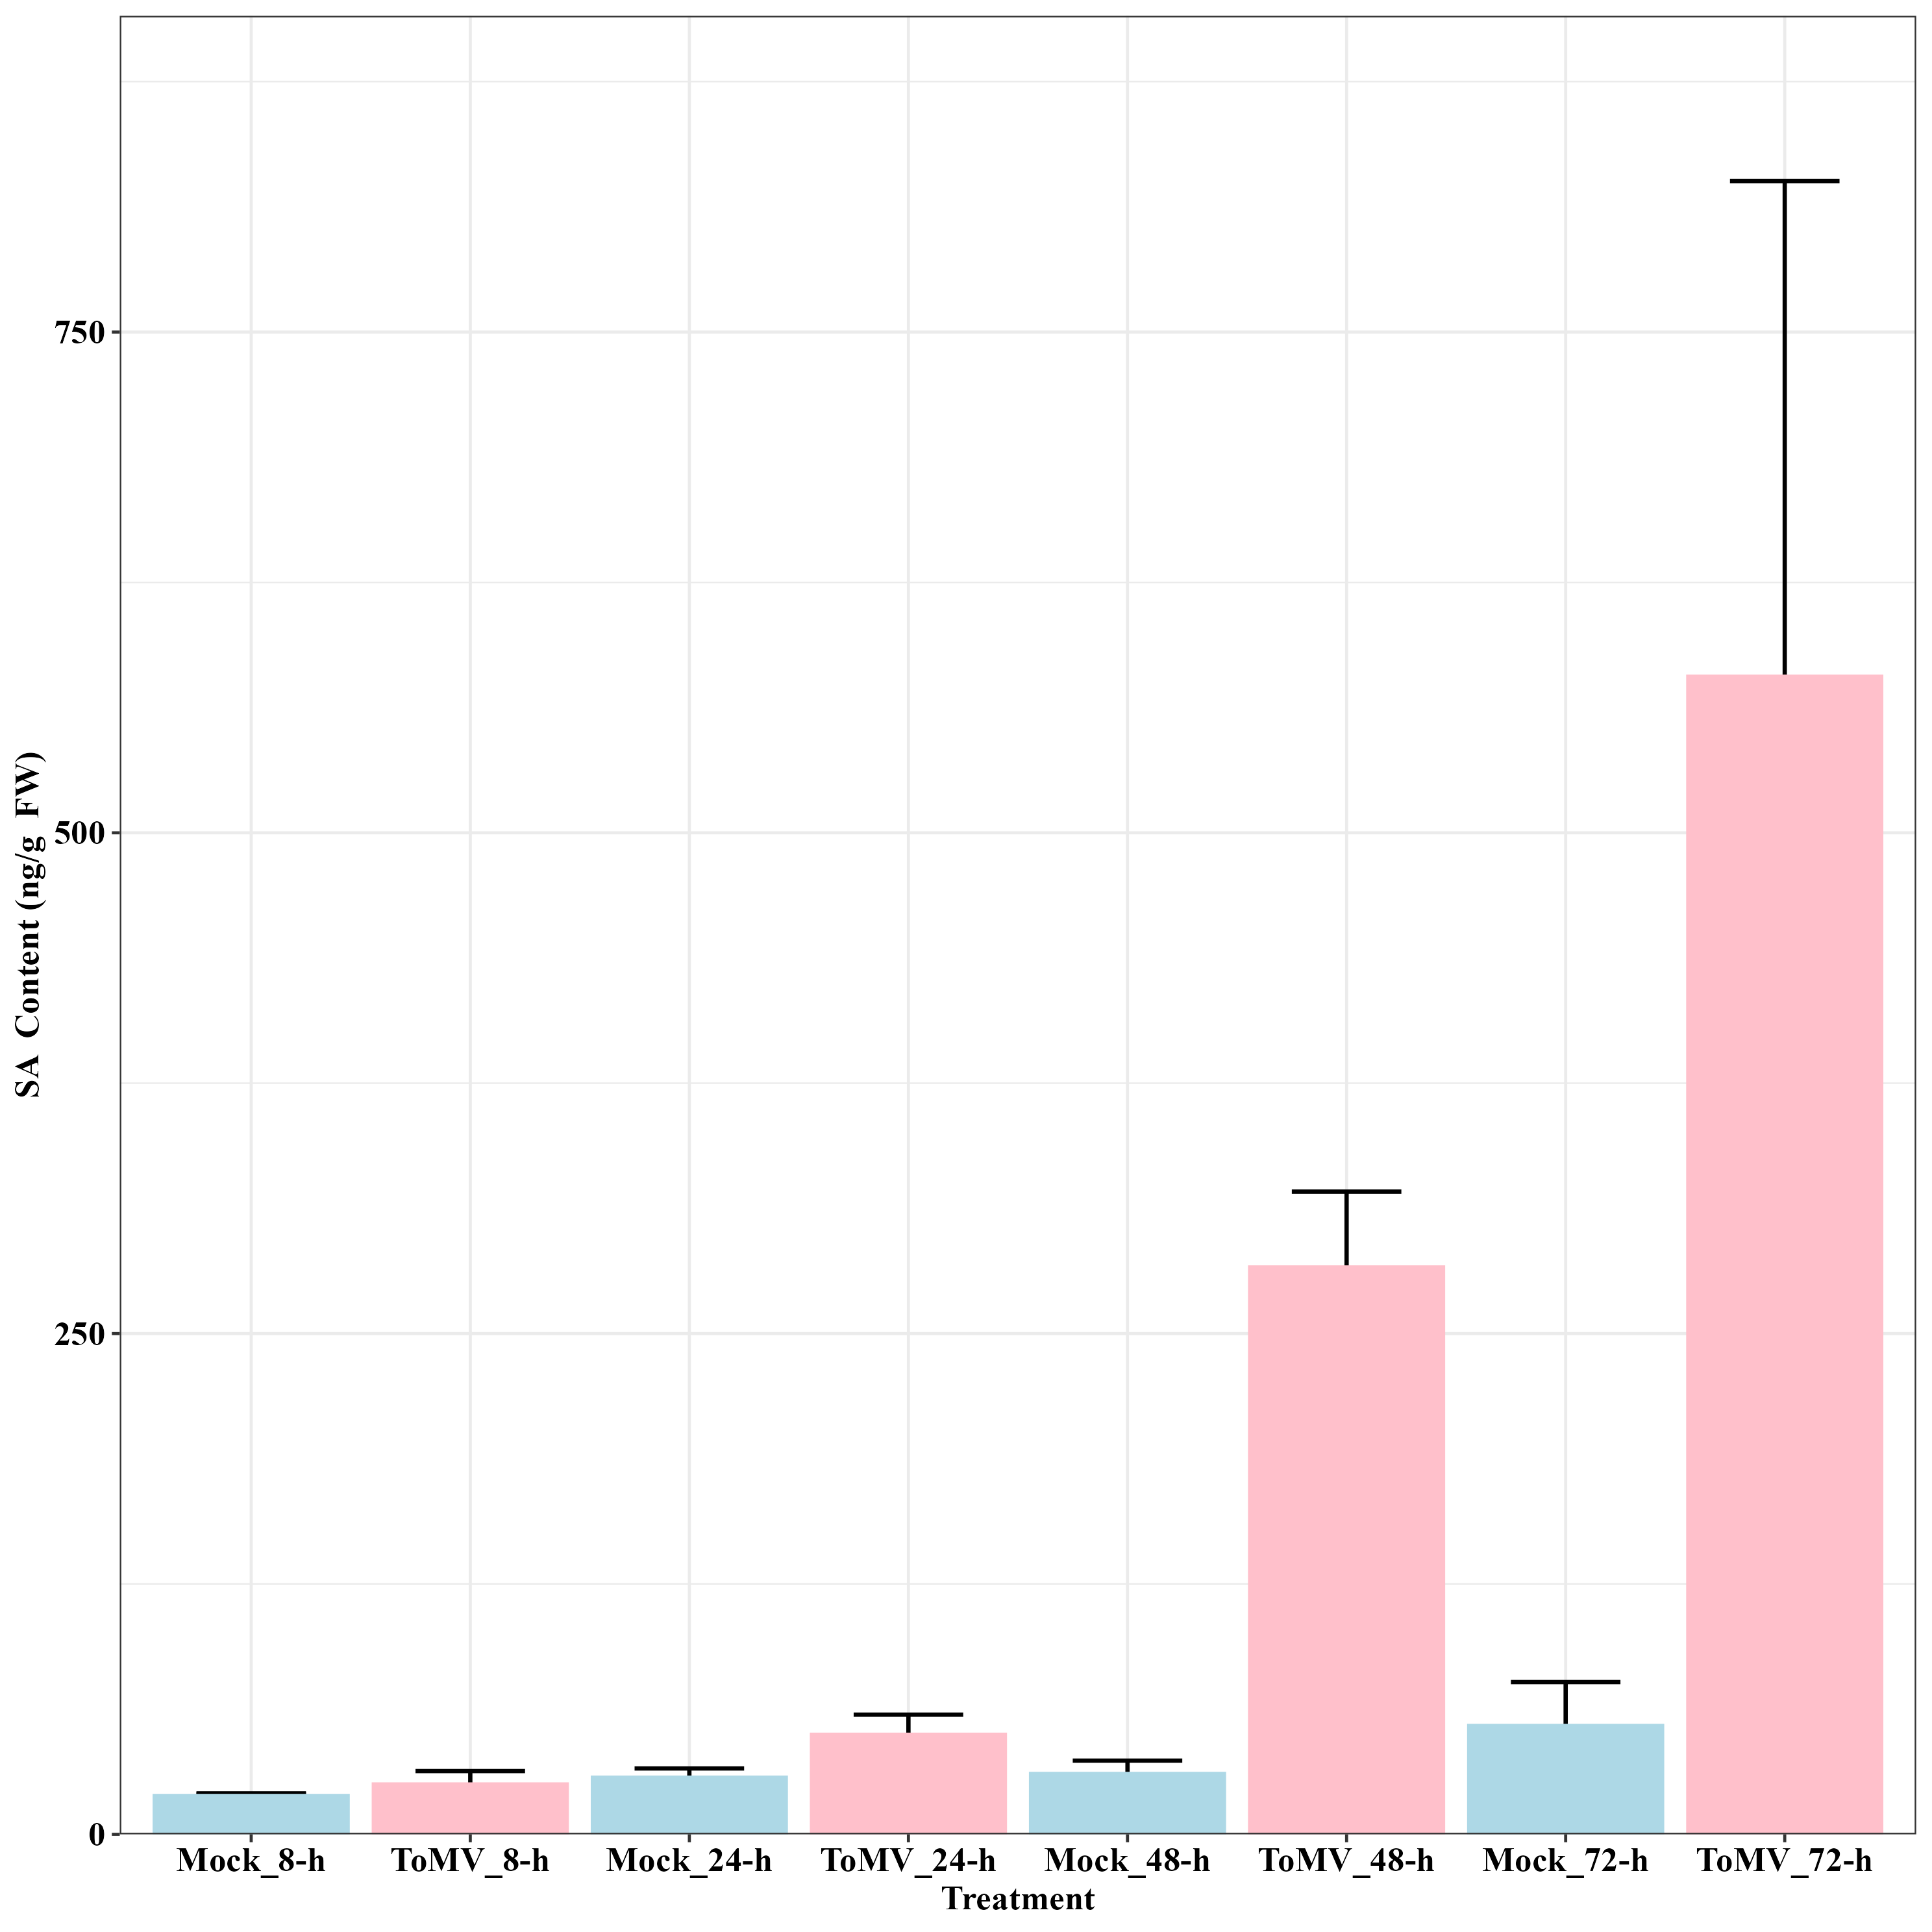 SA Content (ng/g FW)
750
500
250
0
Mock_8-h ToMV_8-h Mock_24-h ToMV_24-h Mock_48-h ToMV_48-h Mock_72-h ToMV_72-h
Treatment